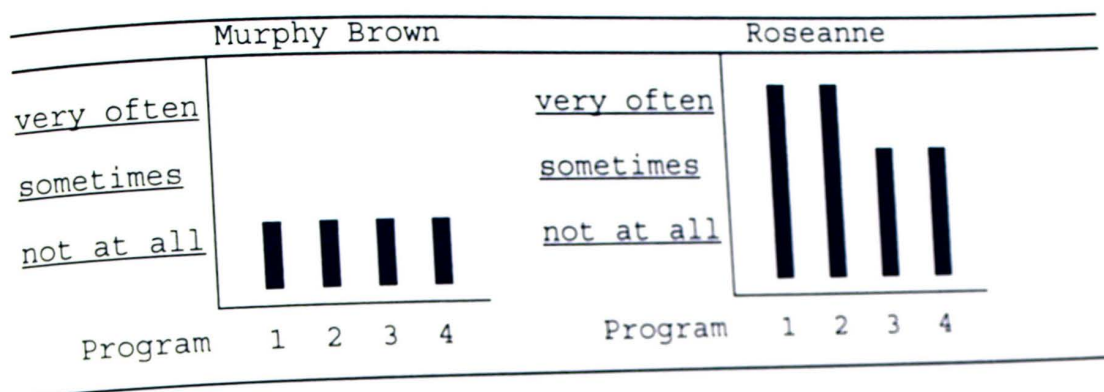 Murphy Brown Roseanne
very often very often
sometimes sometimes
not at all not at all
Program 1 2 3 4 Program 1 2 3 4